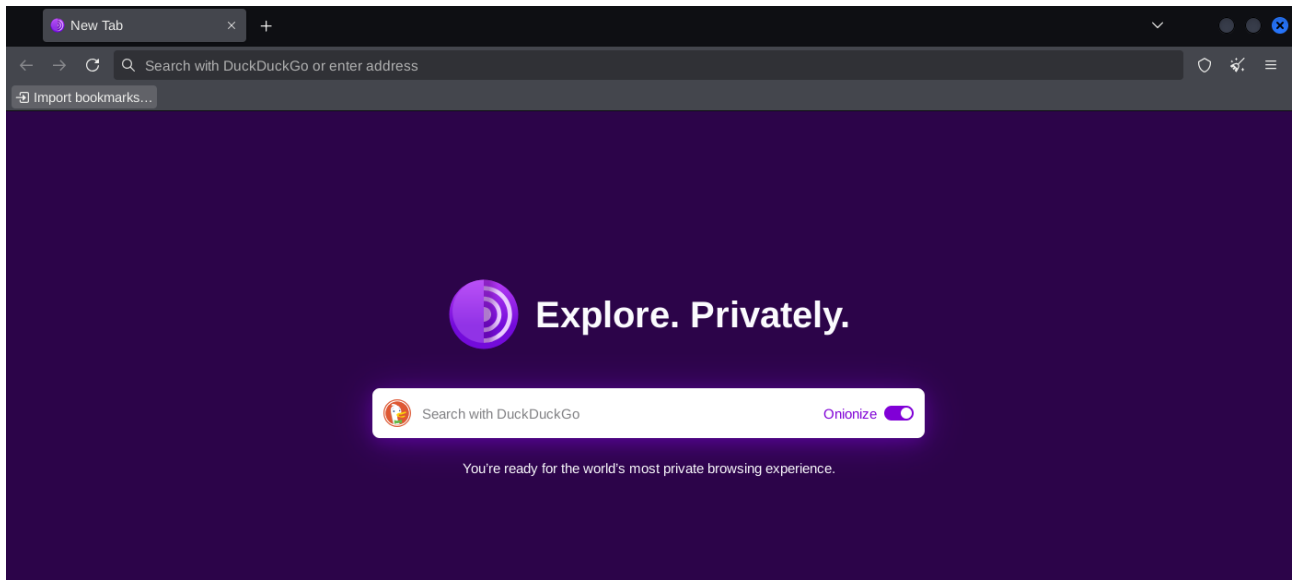 New Tab
Search with DuckDuckGo or enter address
Import bookmarks...
Explore. Privately.
Search with DuckDuckGo
Onionize
You're ready for the world's most private browsing experience.